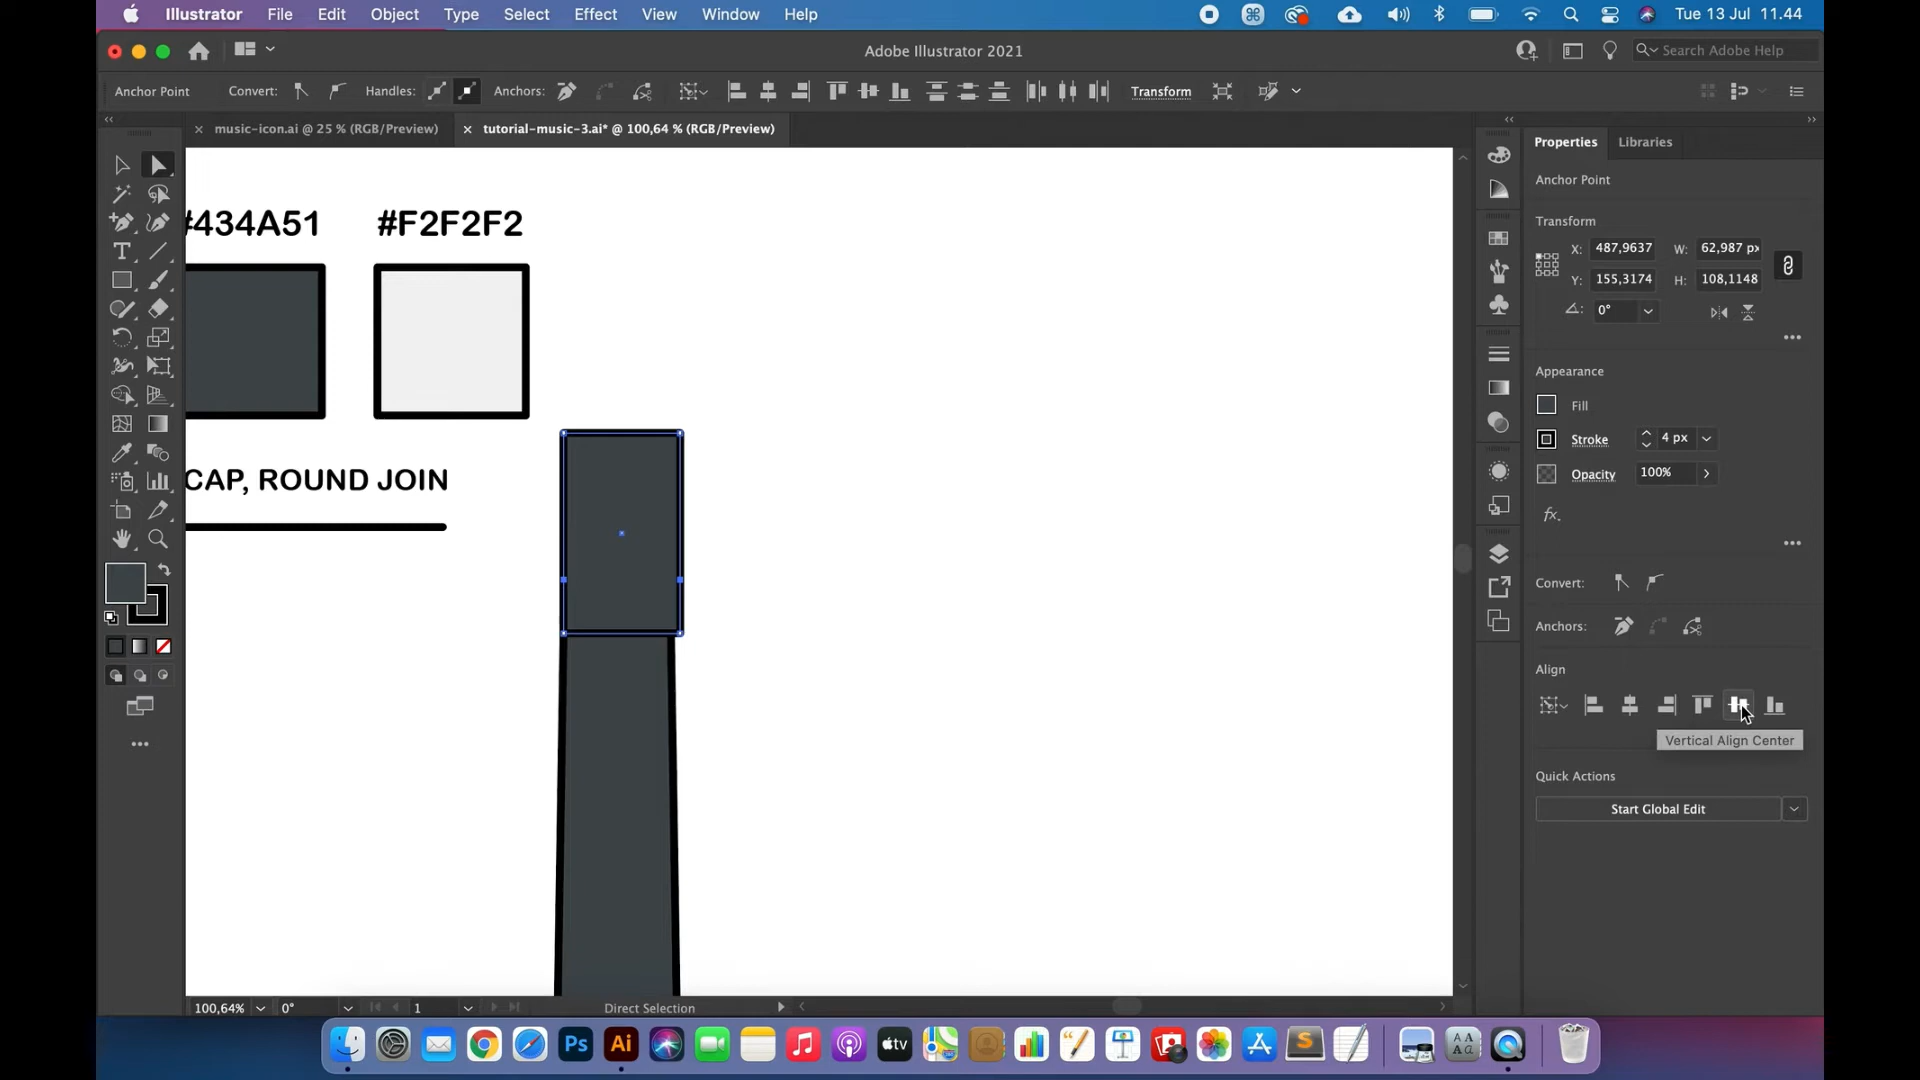 Illustrator File Edit Object Type Select Effect View Window Help Tue 13 Jul 11.44
Adobe Illustrator 2021
Search Adobe Help
Anchor Point Convert: Handles: Anchors: Transform
music-icon.ai @ 25 % (RGB/Preview)
tutorial-music-3.ai* @ 100,64 % (RGB/Preview)
Properties Libraries
Anchor Point
Transform
X: 487,9637 W: 62,987 px
Y: 155,3174 H: 108,1148
0°
Appearance
Fill
Stroke 4 px
Opacity 100%
fx.
Convert:
Anchors:
Align
Vertical Align Center
Quick Actions
Start Global Edit
#434A51 #F2F2F2
CAP, ROUND JOIN
100,64% 0° 1 Direct Selection
Ps Ai tv S